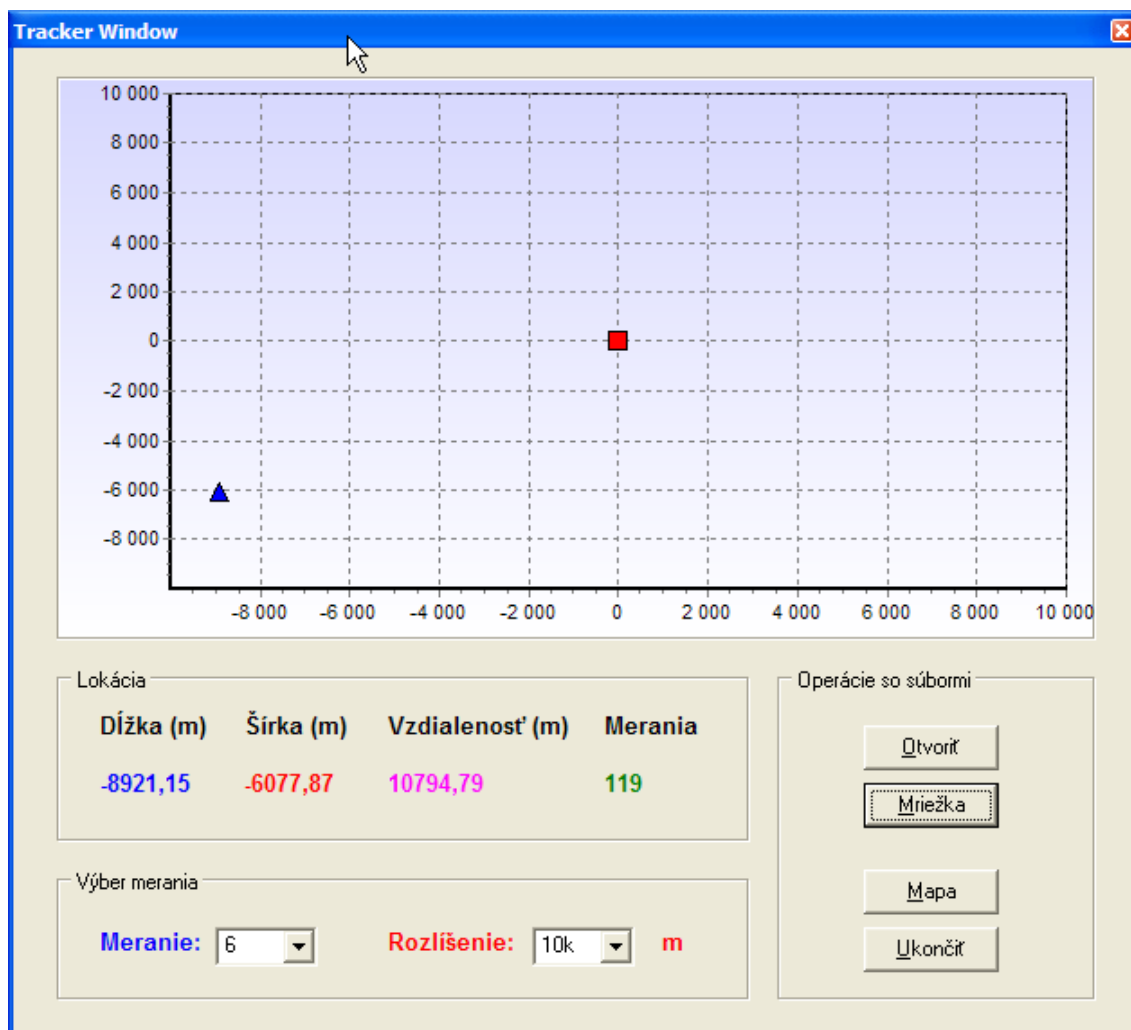 Tracker Window
10 000
8 000
6 000
4 000
2 000
0
-2 000
-4 000
-6 000
-8 000
-8 000 -6 000 -4 000 -2 000 0 2 000 4 000 6 000 8 000 10 000
Lokácia
Dĺžka (m) Šírka (m) Vzdialenosť (m) Merania
-8921,15 -6077,87 10794,79 119
Výber merania
Meranie: 6 Rozlíšenie: 10k m
Operácie so súbormi
Otvoriť
Mriežka
Mapa
Ukončiť